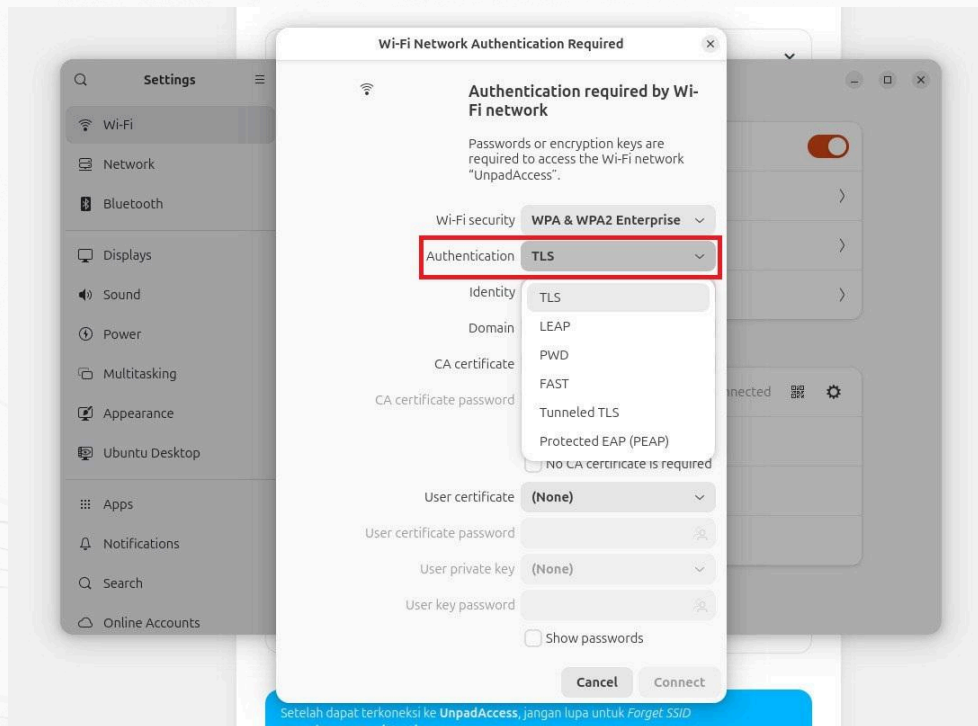 Wi-Fi Network Authentication Required
Settings
Wi-Fi
Network
Bluetooth
Displays
Sound
Power
Multitasking
Appearance
Ubuntu Desktop
Apps
Notifications
Search
Online Accounts
Authentication required by Wi-
Fi network
Passwords or encryption keys are
required to access the Wi-Fi network
“UnpadAccess”.
Wi-Fi security WPA & WPA2 Enterprise
Authentication TLS
Identity
Domain
CA certificate
CA certificate password
TLS
LEAP
PWD
FAST
Tunneled TLS
Protected EAP (PEAP)
No CA certificate is required
User certificate (None)
User certificate password
User private key (None)
User key password
Show passwords
Cancel Connect
Setelah dapat terkoneksi ke UnpadAccess, jangan lupa untuk Forget SSID